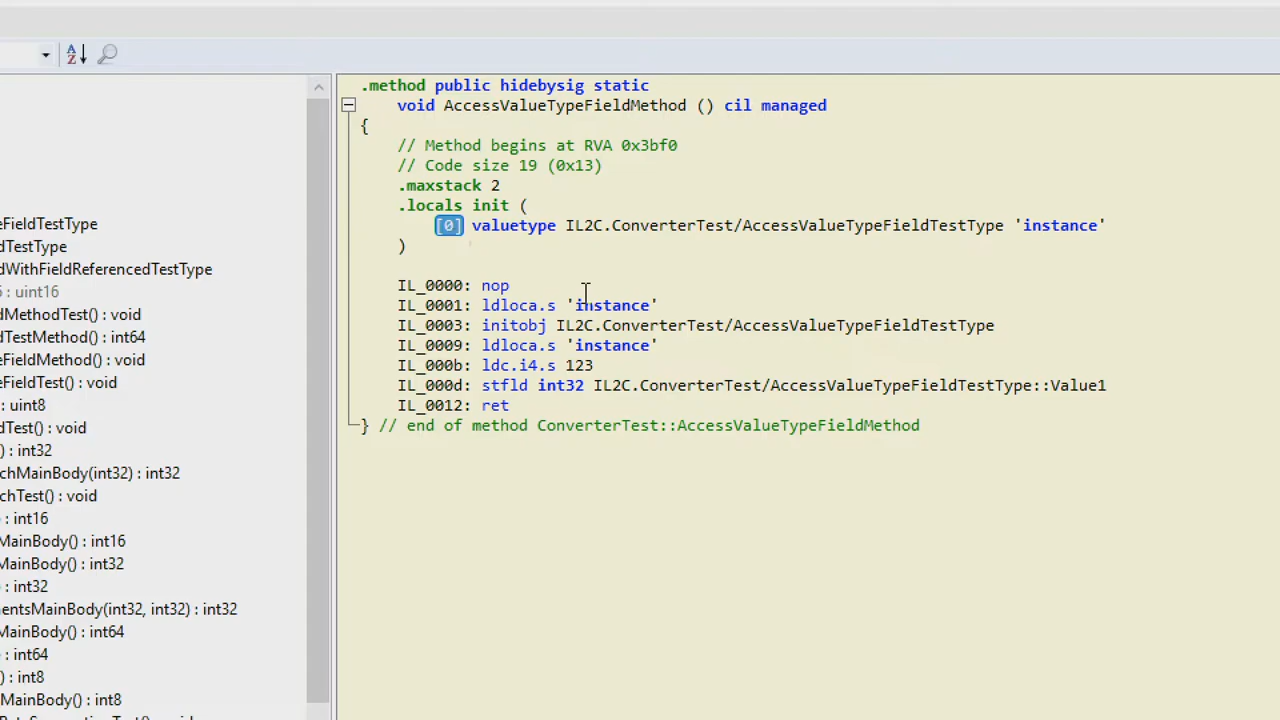 .method public hidebysig static
void AccessValueTypeFieldMethod () cil managed
{
// Method begins at RVA 0x3bf0
// Code size 19 (0x13)
.maxstack 2
.locals init (
[0] valuetype IL2C.ConverterTest/AccessValueTypeFieldTestType 'instance'
)
IL_0000: nop
IL_0001: ldloca.s 'instance'
IL_0003: initobj IL2C.ConverterTest/AccessValueTypeFieldTestType
IL_0009: ldloca.s 'instance'
IL_000b: ldc.i4.s 123
IL_000d: stfld int32 IL2C.ConverterTest/AccessValueTypeFieldTestType::Value1
IL_0012: ret
} // end of method ConverterTest::AccessValueTypeFieldMethod
eFieldTestType
dTestType
dWithFieldReferencedTestType
: uint16
dMethodTest() : void
dTestMethod() : int64
eFieldMethod() : void
eFieldTest() : void
: uint8
dTest() : void
) : int32
chMainBody(int32) : int32
chTest() : void
: int16
MainBody() : int16
MainBody() : int32
: int32
entsMainBody(int32, int32) : int32
MainBody() : int64
: int64
) : int8
MainBody() : int8